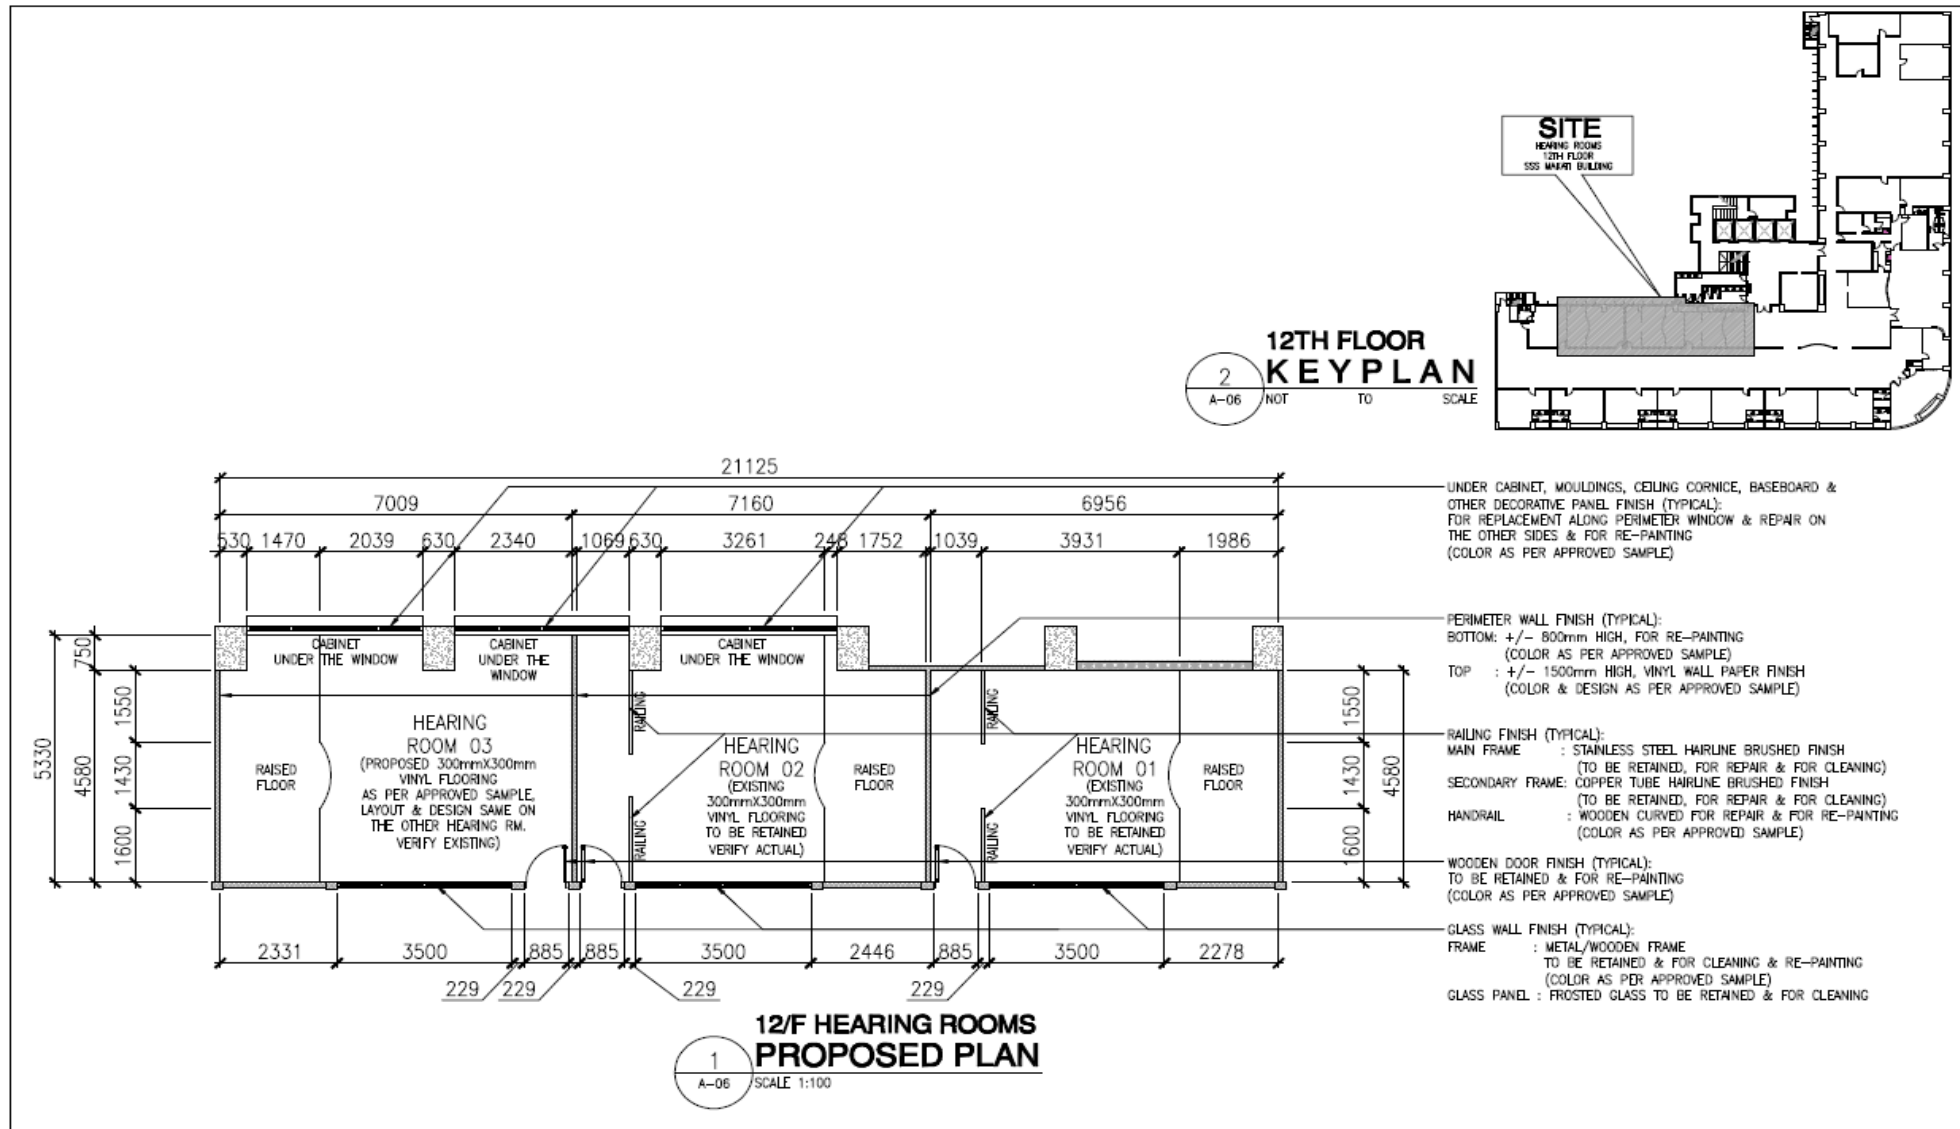 SITE
HEARING ROOMS
12TH FLOOR
SSS MAKATI BUILDING
12TH FLOOR
KEYPLAN
2
A-06
NOT TO SCALE
21125
7009 7160 6956
530 1470 2039 630 2340 1069 630 3261 248 1752 1039 3931 1986
UNDER CABINET, MOULDINGS, CEILING CORNICE, BASEBOARD &
OTHER DECORATIVE PANEL FINISH (TYPICAL):
FOR REPLACEMENT ALONG PERIMETER WINDOW & REPAIR ON
THE OTHER SIDES & FOR RE-PAINTING
(COLOR AS PER APPROVED SAMPLE)
PERIMETER WALL FINISH (TYPICAL):
BOTTOM: +/- 800mm HIGH, FOR RE-PAINTING
(COLOR AS PER APPROVED SAMPLE)
TOP : +/- 1500mm HIGH, VINYL WALL PAPER FINISH
(COLOR & DESIGN AS PER APPROVED SAMPLE)
RAILING FINISH (TYPICAL):
MAIN FRAME : STAINLESS STEEL HAIRLINE BRUSHED FINISH
(TO BE RETAINED, FOR REPAIR & FOR CLEANING)
SECONDARY FRAME: COPPER TUBE HAIRLINE BRUSHED FINISH
(TO BE RETAINED, FOR REPAIR & FOR CLEANING)
HANDRAIL : WOODEN CURVED FOR REPAIR & FOR RE-PAINTING
(COLOR AS PER APPROVED SAMPLE)
WOODEN DOOR FINISH (TYPICAL):
TO BE RETAINED & FOR RE-PAINTING
(COLOR AS PER APPROVED SAMPLE)
GLASS WALL FINISH (TYPICAL):
FRAME : METAL/WOODEN FRAME
TO BE RETAINED & FOR CLEANING & RE-PAINTING
(COLOR AS PER APPROVED SAMPLE)
GLASS PANEL : FROSTED GLASS TO BE RETAINED & FOR CLEANING
5330
750
4580
1550
1430
1600
CABINET
UNDER THE WINDOW
CABINET
UNDER THE
WINDOW
CABINET
UNDER THE WINDOW
RAISED
FLOOR
HEARING
ROOM 03
(PROPOSED 300mmX300mm
VINYL FLOORING
AS PER APPROVED SAMPLE,
LAYOUT & DESIGN SAME ON
THE OTHER HEARING RM.
VERIFY EXISTING)
RAILING
RAILING
HEARING
ROOM 02
(EXISTING
300mmX300mm
VINYL FLOORING
TO BE RETAINED
VERIFY ACTUAL)
RAISED
FLOOR
RAILING
RAILING
HEARING
ROOM 01
(EXISTING
300mmX300mm
VINYL FLOORING
TO BE RETAINED
VERIFY ACTUAL)
RAISED
FLOOR
1550
1430
1600
4580
2331 3500 885 885 3500 2446 885 3500 2278
229 229 229 229
12/F HEARING ROOMS
PROPOSED PLAN
1
A-06
SCALE 1:100